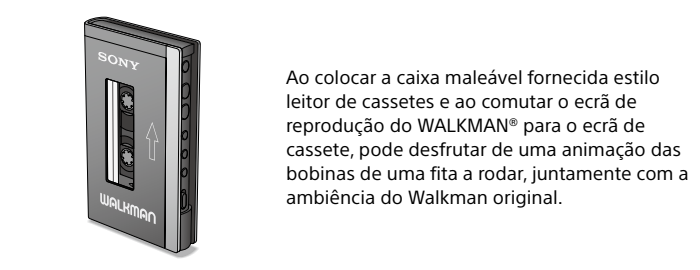 SONY
WALKMAN
Ao colocar a caixa maleável fornecida estilo
leitor de cassetes e ao comutar o ecrã de
reprodução do WALKMAN® para o ecrã de
cassete, pode desfrutar de uma animação das
bobinas de uma fita a rodar, juntamente com a
ambiência do Walkman original.